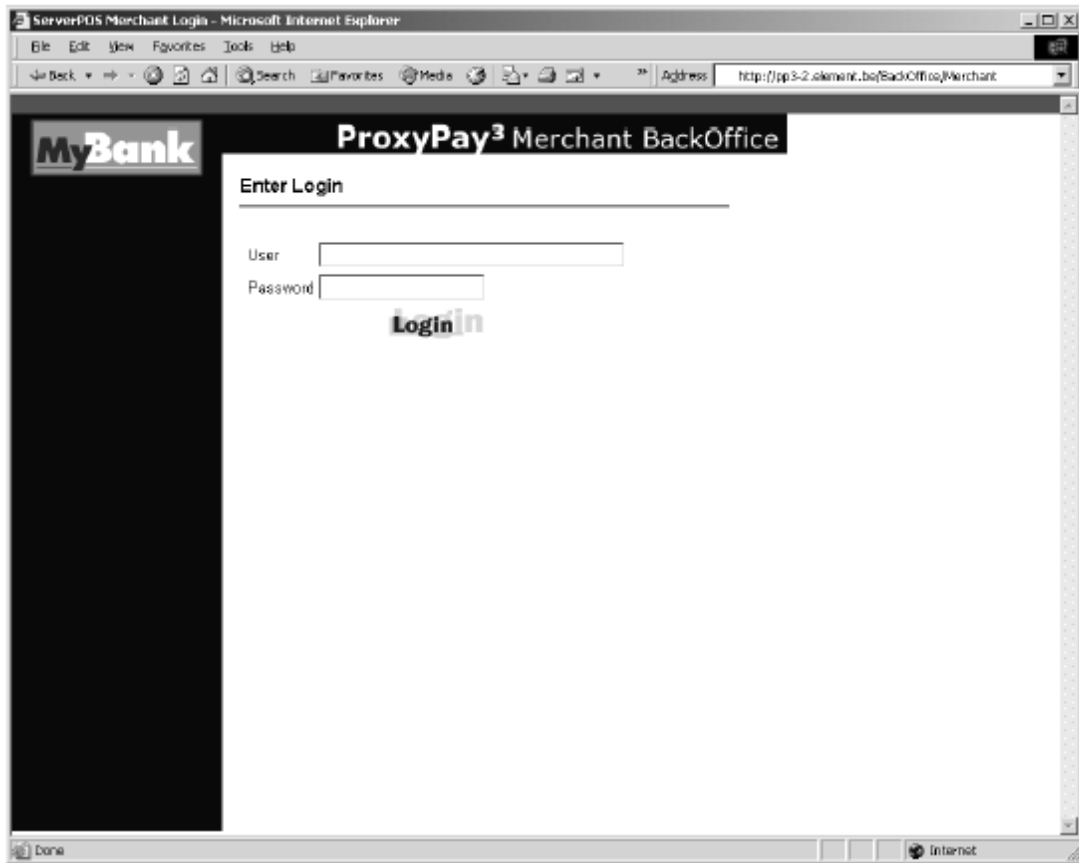 ServerPOS Merchant Login - Microsoft Internet Explorer
File Edit View Favorites Tools Help
Back Search Favorites Media Address http://pp3-2.element.be/BackOffice/Merchant
MyBank
ProxyPay³ Merchant BackOffice
Enter Login
User
Password
Login
Done Internet